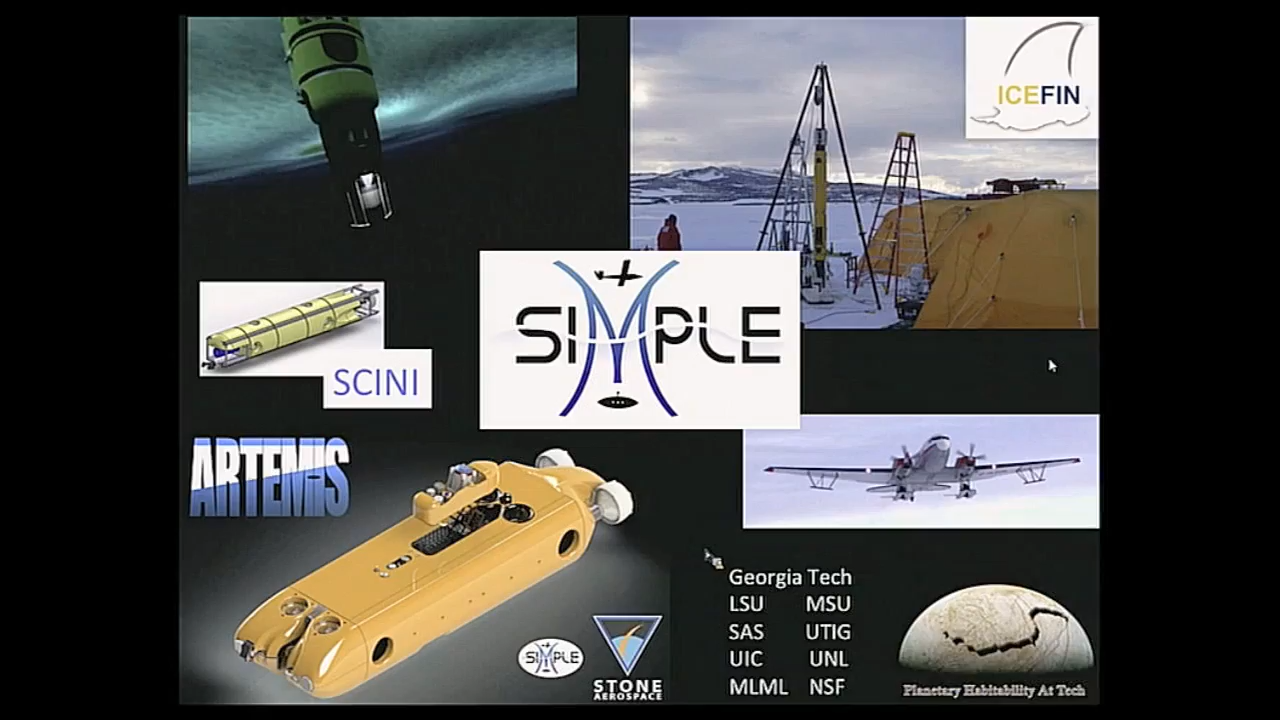 ICEFIN
SIMPLE
SCINI
ARTEMIS
Georgia Tech
LSU MSU
SAS UTIG
UIC UNL
MLML NSF
SIMPLE
STONE
AEROSPACE
Planetary Habitability At Tech